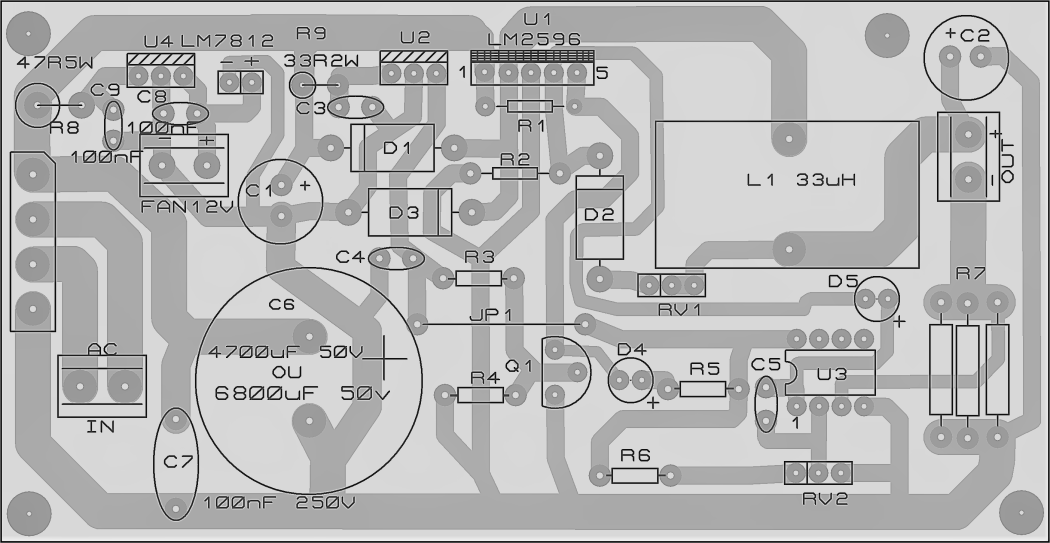 U1
R9
U4 LM7812
U2
LM2596
+ C2
47R5W
- +
33R2W
1
5
C9
C8
C3
R8
100nF
R1
- +
100nF
D1
R2
+
OUT
-
L1 33uH
C1 +
FAN12V
D3
D2
C4
R3
R7
D5
C6
RV1
JP1
+
AC
4700uF 50V
+
OU
6800uF 50v
Q1
D4
R5
C5
U3
R4
+
1
IN
C7
R6
RV2
100nF 250V